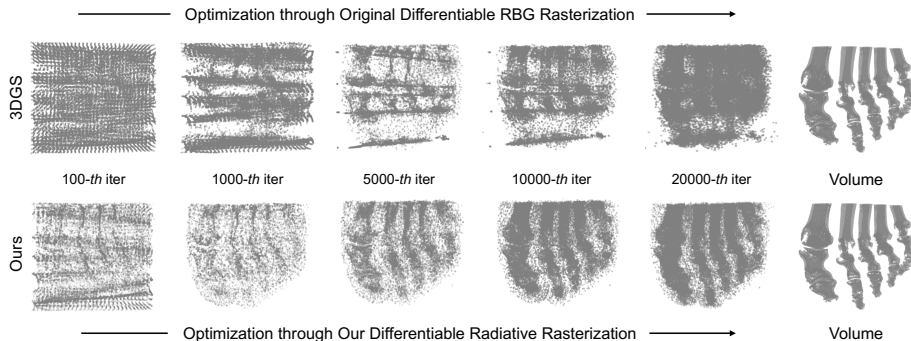 Optimization through Original Differentiable RBG Rasterization
3DGS
100-th iter 1000-th iter 5000-th iter 10000-th iter 20000-th iter Volume
Ours
Optimization through Our Differentiable Radiative Rasterization Volume